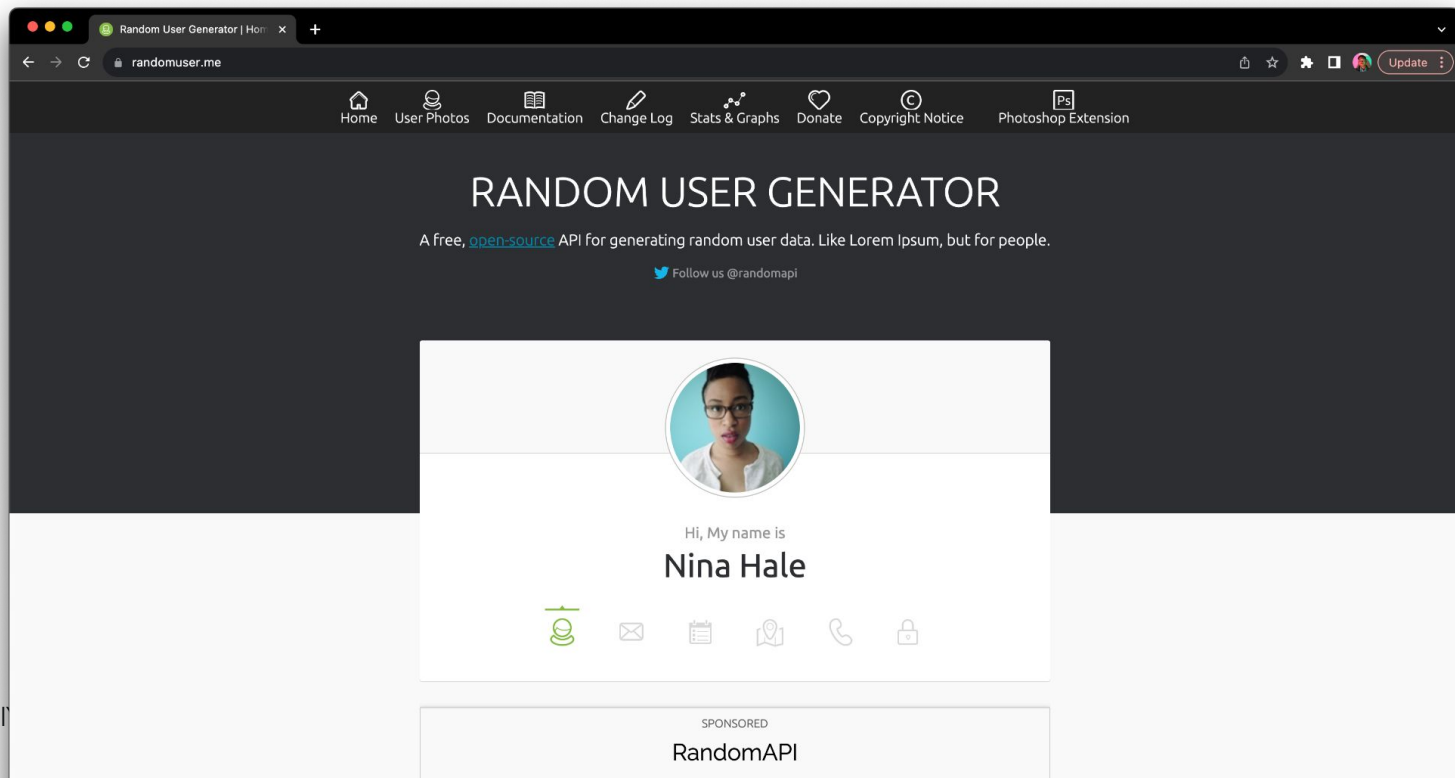 Random User Generator | Hom
randomuser.me
Update
Home User Photos Documentation Change Log Stats & Graphs Donate Copyright Notice Ps Photoshop Extension
RANDOM USER GENERATOR
A free, open-source API for generating random user data. Like Lorem Ipsum, but for people.
Follow us @randomapi
Hi, My name is
Nina Hale
SPONSORED
RandomAPI